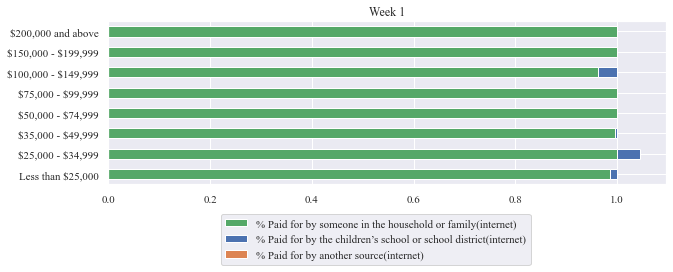 Week 1
$200,000 and above
$150,000 - $199,999
$100,000 - $149,999
$75,000 - $99,999
$50,000 - $74,999
$35,000 - $49,999
$25,000 - $34,999
Less than $25,000
0.0 0.2 0.4 0.6 0.8 1.0
% Paid for by someone in the household or family(internet)
% Paid for by the children’s school or school district(internet)
% Paid for by another source(internet)